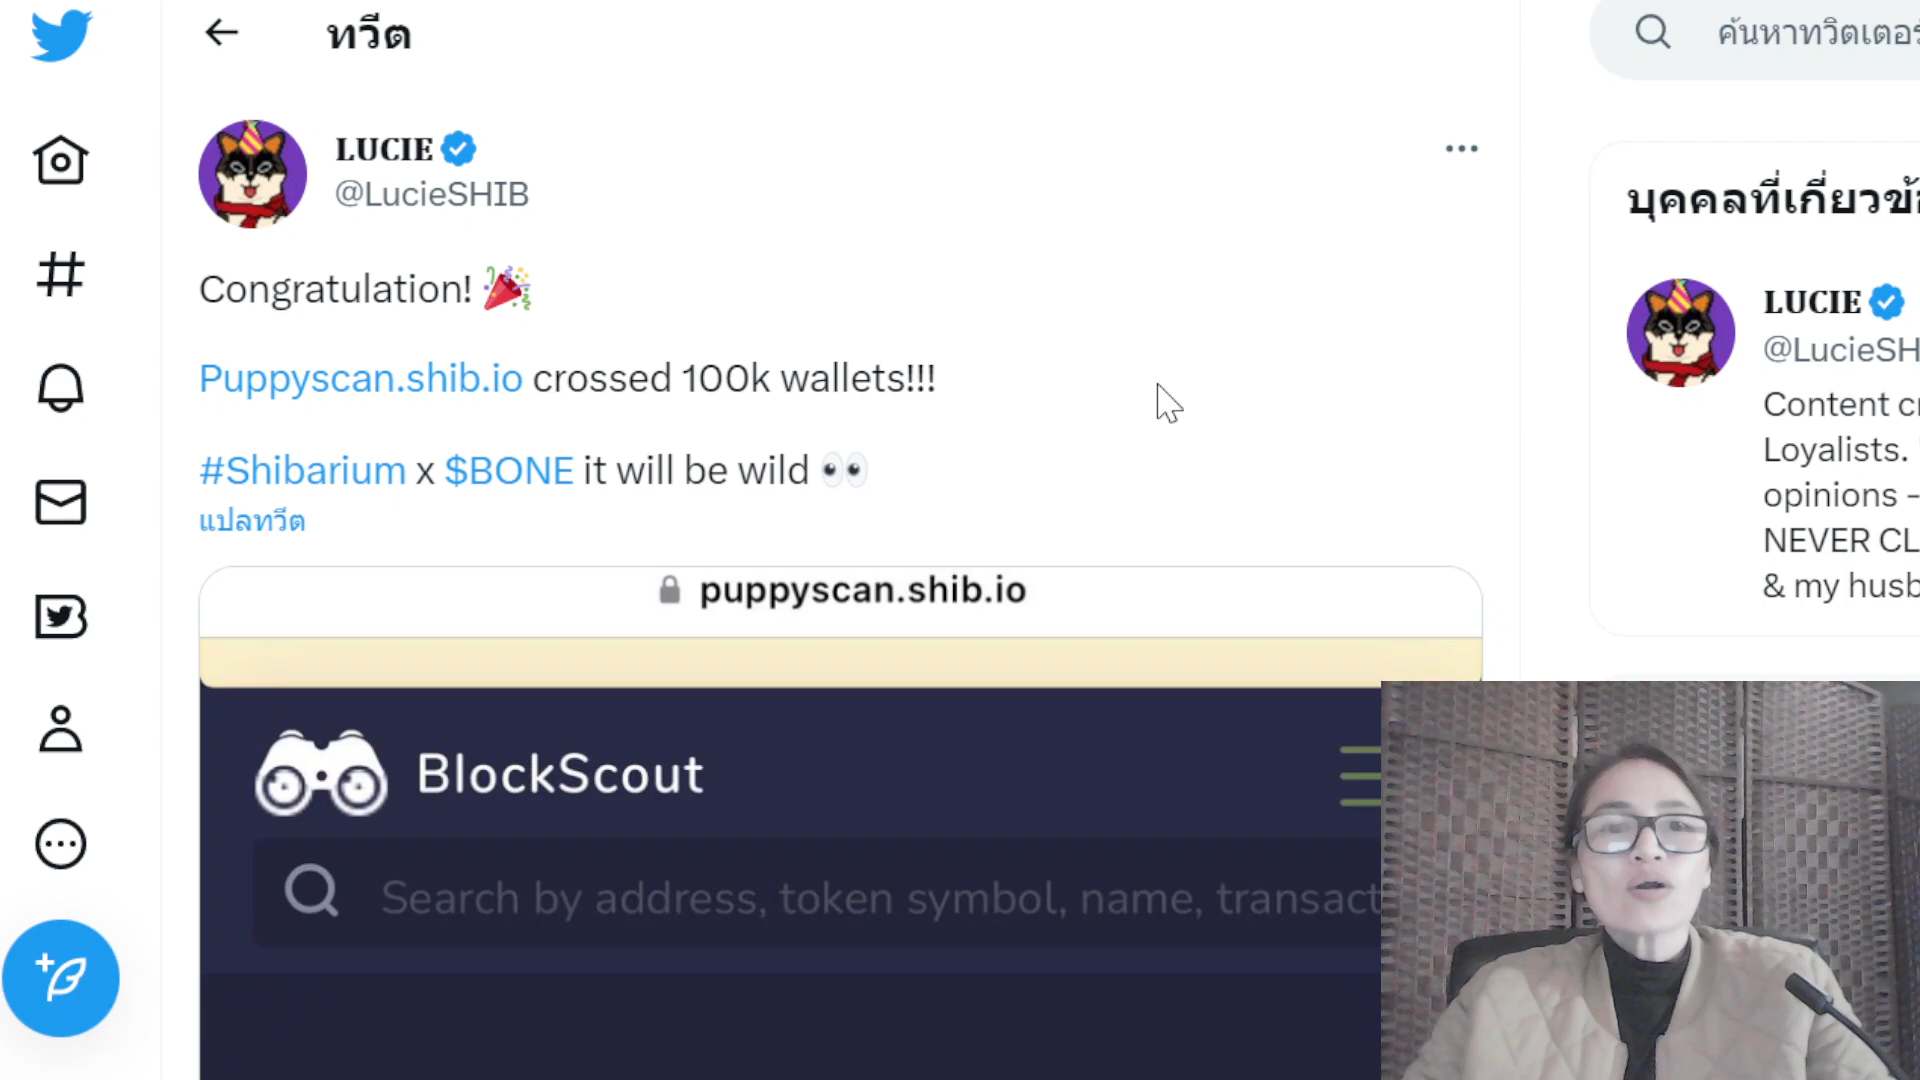 ทวีต
ค้นหาทวิตเตอร์
LUCIE
@LucieSHIB
Congratulation! 🎉
Puppyscan.shib.io crossed 100k wallets!!!
#Shibarium x $BONE it will be wild 👀
แปลทวีต
puppyscan.shib.io
BlockScout
Search by address, token symbol, name, transact
บุคคลที่เกี่ยวข้อ
LUCIE
@LucieSH
Content c
Loyalists.
opinions -
NEVER CL
& my husb